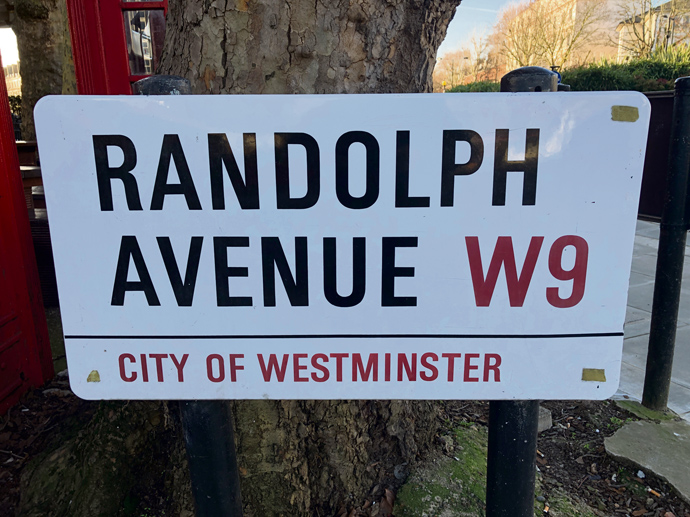 RANDOLPH
AVENUE W9
CITY OF WESTMINSTER